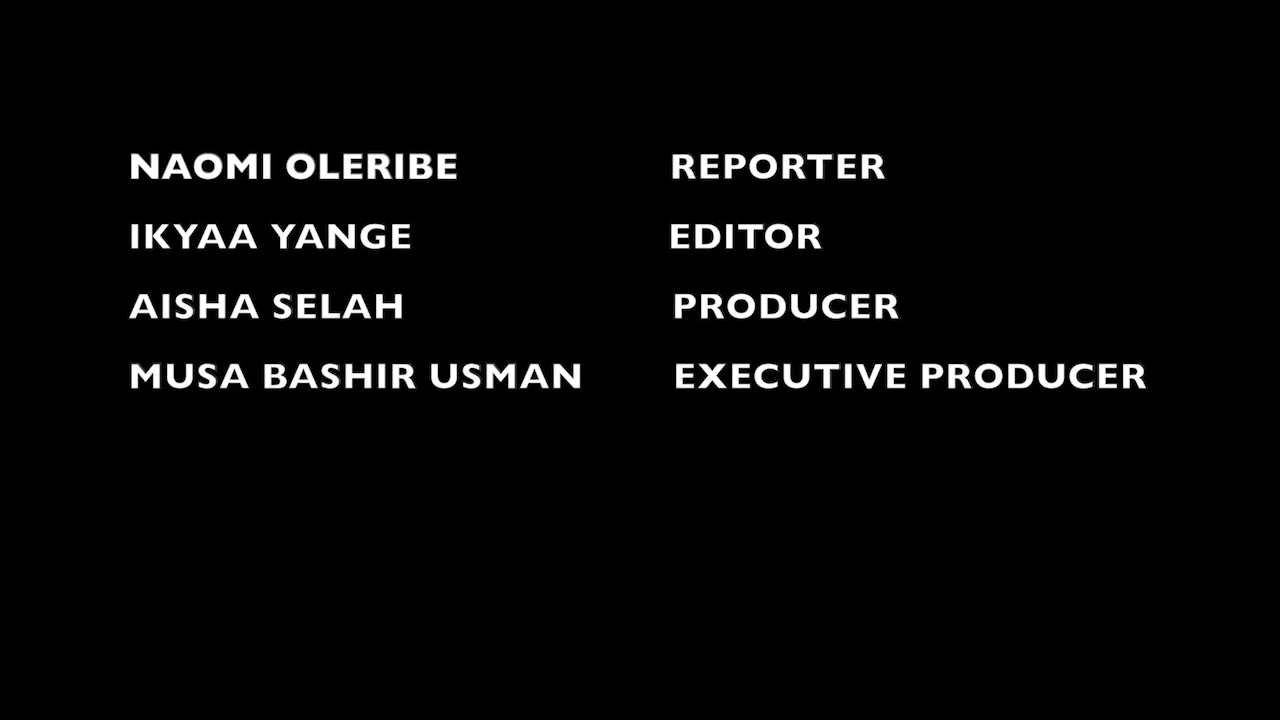 NAOMI OLERIBE REPORTER
IKYAA YANGE EDITOR
AISHA SELAH PRODUCER
MUSA BASHIR USMAN EXECUTIVE PRODUCER